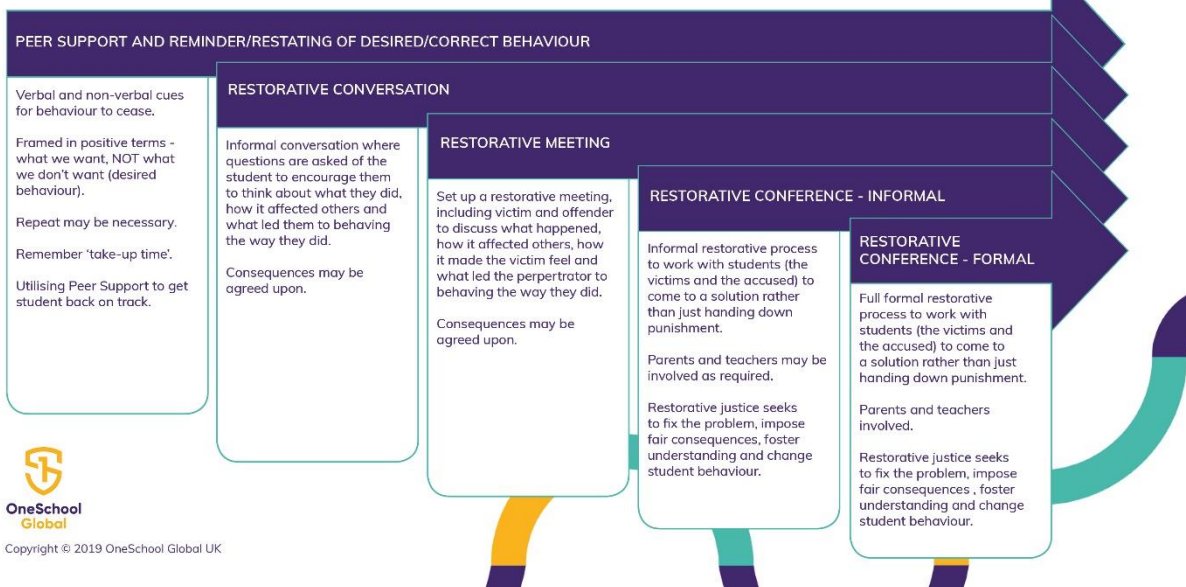 PEER SUPPORT AND REMINDER/RESTATING OF DESIRED/CORRECT BEHAVIOUR
Verbal and non-verbal cues
for behaviour to cease.
Framed in positive terms -
what we want, NOT what
we don't want (desired
behaviour).
Repeat may be necessary.
Remember 'take-up time'.
Utilising Peer Support to get
student back on track.
RESTORATIVE CONVERSATION
Informal conversation where
questions are asked of the
student to encourage them
to think about what they did,
how it affected others and
what led them to behaving
the way they did.
Consequences may be
agreed upon.
RESTORATIVE MEETING
Set up a restorative meeting,
including victim and offender
to discuss what happened,
how it affected others, how
it made the victim feel and
what led the perpertrator to
behaving the way they did.
Consequences may be
agreed upon.
RESTORATIVE CONFERENCE - INFORMAL
Informal restorative process
to work with students (the
victims and the accused) to
come to a solution rather
than just handing down
punishment.
Parents and teachers may be
involved as required.
Restorative justice seeks
to fix the problem, impose
fair consequences, foster
understanding and change
student behaviour.
RESTORATIVE
CONFERENCE - FORMAL
Full formal restorative
process to work with
students (the victims and
the accused) to come to
a solution rather than just
handing down punishment.
Parents and teachers
involved.
Restorative justice seeks
to fix the problem, impose
fair consequences , foster
understanding and change
student behaviour.
OneSchool
Global
Copyright © 2019 OneSchool Global UK